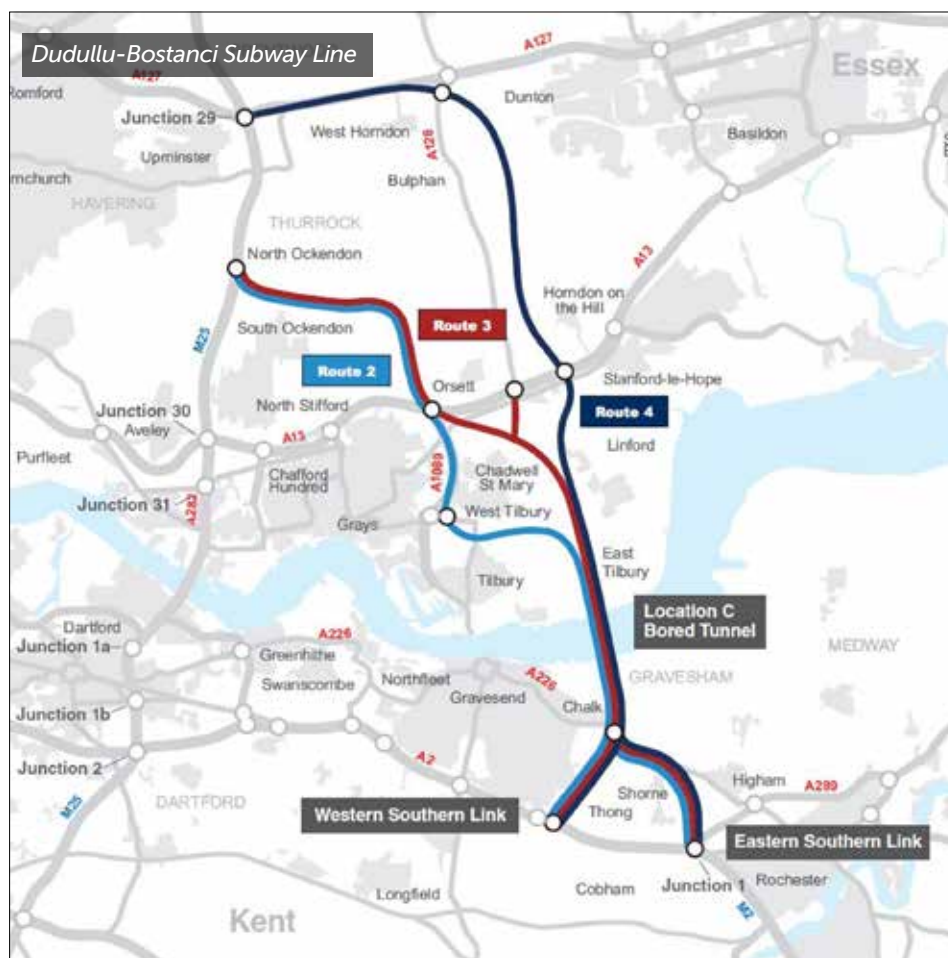 Dudullu-Bostanci Subway Line
A127
Essex
A127
Romford
Dunton
Junction 29
West Horndon
Basildon
Upminster
A128
Bulphan
HAVERING
THURROCK
North Ockendon
A13
Horndon on
the Hill
Route 3
South Ockendon
M25
Route 2
Orsett
Stanford-le-Hope
North Stifford
Route 4
Junction 30
Aveley
A13
Linford
Purfleet
Chafford
Hundred
A1089
Chadwell
St Mary
Junction 31
A282
West Tilbury
Grays
East
Tilbury
Tilbury
Location C
Bored Tunnel
Dartford
A226
MEDWAY
Junction 1a
Greenhithe
Northfleet
A226
GRAVESHAM
Swanscombe
Gravesend
Chalk
Junction 1b
A2
Junction 2
Higham
A289
M25
DARTFORD
Western Southern Link
Shorne
Thong
Eastern Southern Link
Junction 1
Rochester
Cobham
Longfield
M2
Kent